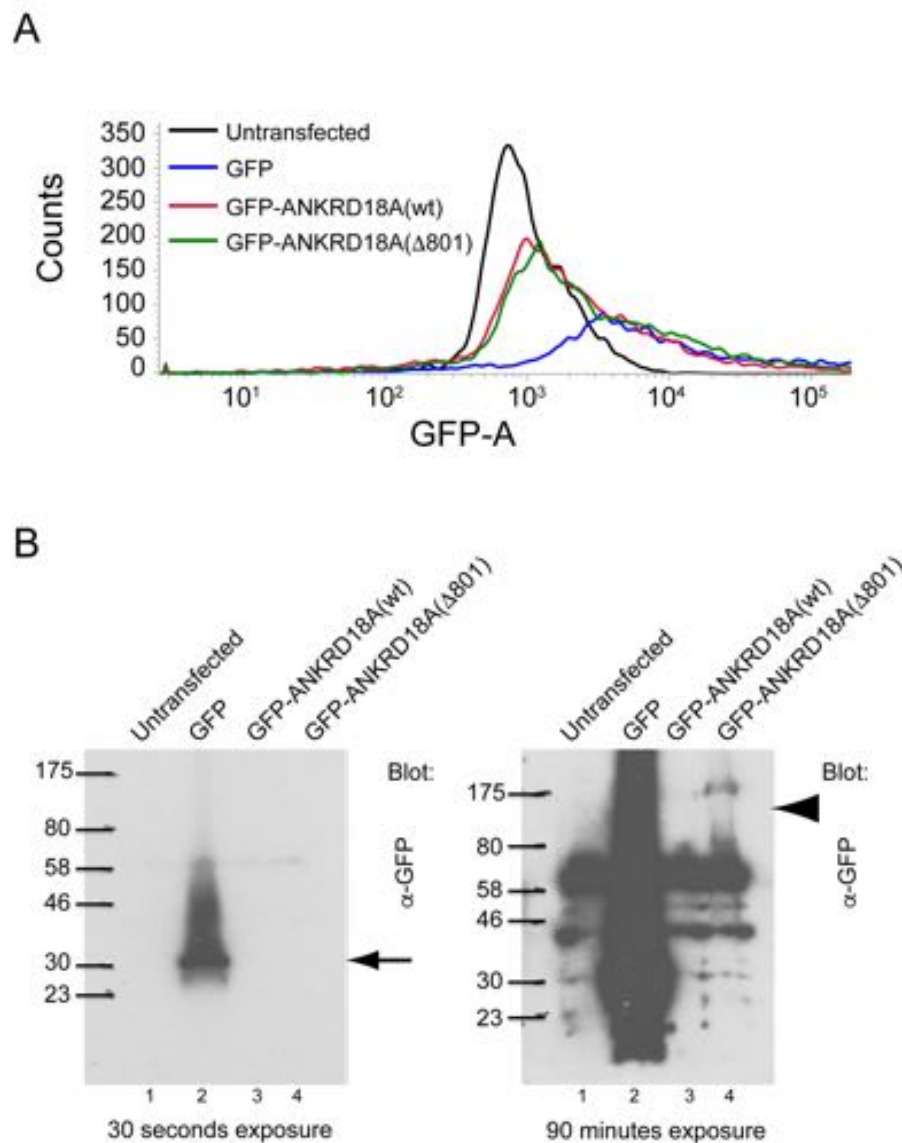 A
Untransfected
GFP
GFP-ANKRD18A(wt)
GFP-ANKRD18A(Δ801)
Counts
350
300
250
200
150
100
50
0
10¹ 10² 10³ 10⁴ 10⁵
GFP-A
B
Untransfected
GFP
GFP-ANKRD18A(wt)
GFP-ANKRD18A(Δ801)
175
80
58
46
30
23
Blot:
α-GFP
1 2 3 4
30 seconds exposure
Untransfected
GFP
GFP-ANKRD18A(wt)
GFP-ANKRD18A(Δ801)
175
80
58
46
30
23
Blot:
α-GFP
1 2 3 4
90 minutes exposure